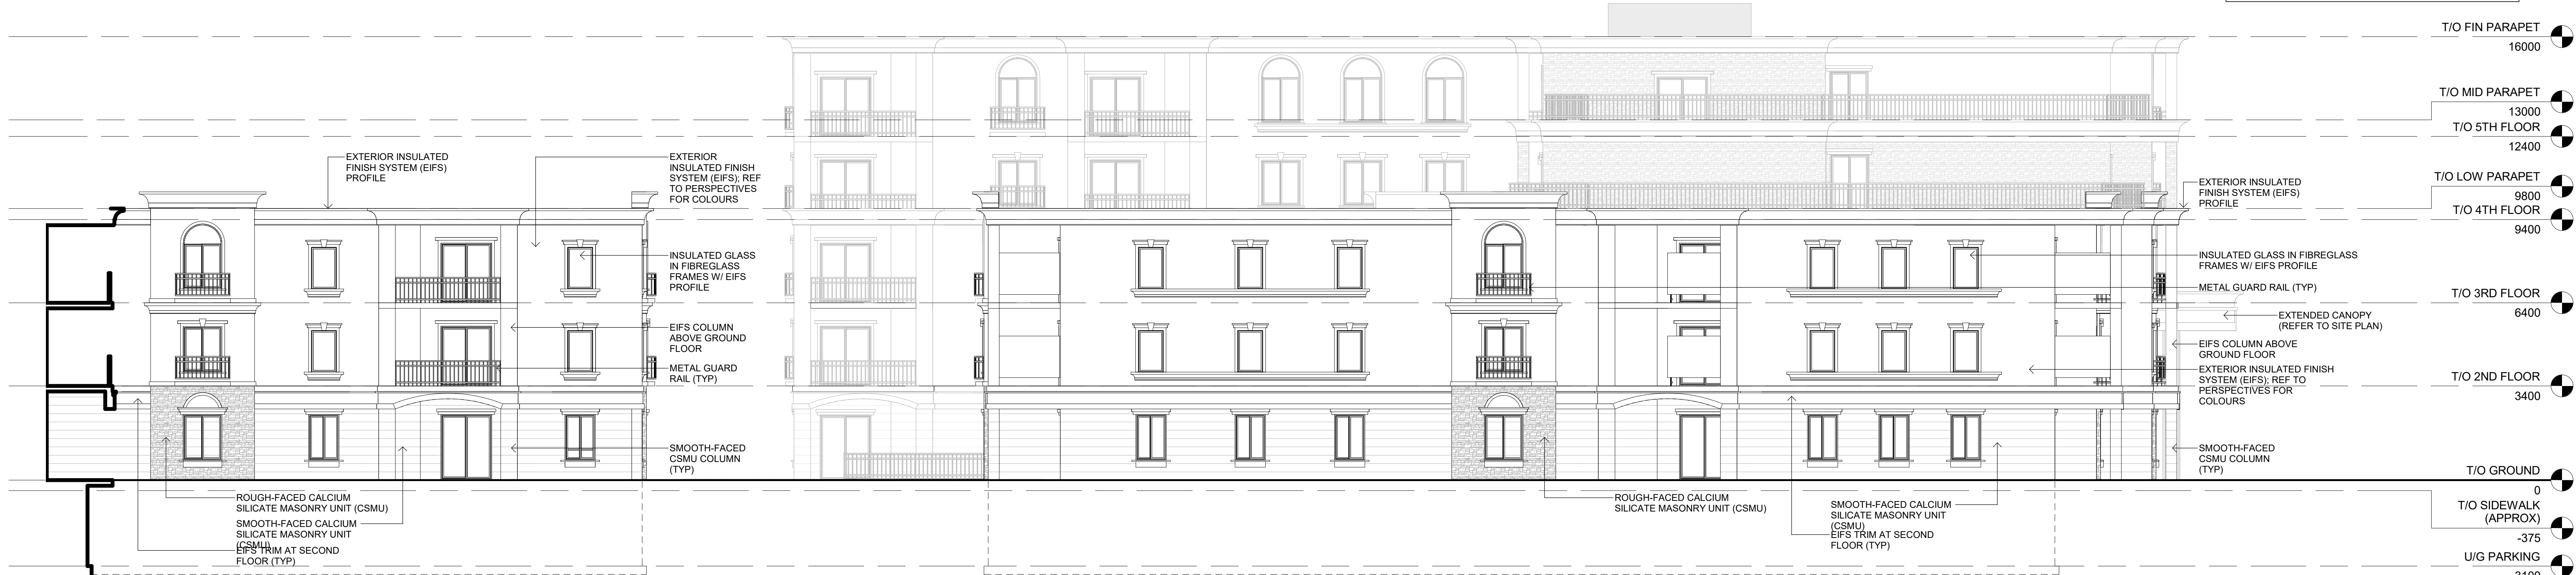 T/O FIN PARAPET
16000
T/O MID PARAPET
13000
T/O 5TH FLOOR
12400
T/O LOW PARAPET
9800
T/O 4TH FLOOR
9400
T/O 3RD FLOOR
6400
T/O 2ND FLOOR
3400
T/O GROUND
0
T/O SIDEWALK
(APPROX)
-375
U/G PARKING
EXTERIOR INSULATED
FINISH SYSTEM (EIFS)
PROFILE
EXTERIOR
INSULATED FINISH
SYSTEM (EIFS); REF
TO PERSPECTIVES
FOR COLOURS
INSULATED GLASS
IN FIBREGLASS
FRAMES W/ EIFS
PROFILE
EIFS COLUMN
ABOVE GROUND
FLOOR
METAL GUARD
RAIL (TYP)
SMOOTH-FACED
CSMU COLUMN
(TYP)
ROUGH-FACED CALCIUM
SILICATE MASONRY UNIT (CSMU)
SMOOTH-FACED CALCIUM
SILICATE MASONRY UNIT
(CSMU)
EIFS TRIM AT SECOND
FLOOR (TYP)
ROUGH-FACED CALCIUM
SILICATE MASONRY UNIT (CSMU)
SMOOTH-FACED CALCIUM
SILICATE MASONRY UNIT
(CSMU)
EIFS TRIM AT SECOND
FLOOR (TYP)
EXTERIOR INSULATED
FINISH SYSTEM (EIFS)
PROFILE
INSULATED GLASS IN FIBREGLASS
FRAMES W/ EIFS PROFILE
METAL GUARD RAIL (TYP)
EXTENDED CANOPY
(REFER TO SITE PLAN)
EIFS COLUMN ABOVE
GROUND FLOOR
EXTERIOR INSULATED FINISH
SYSTEM (EIFS); REF TO
PERSPECTIVES FOR
COLOURS
SMOOTH-FACED
CSMU COLUMN
(TYP)